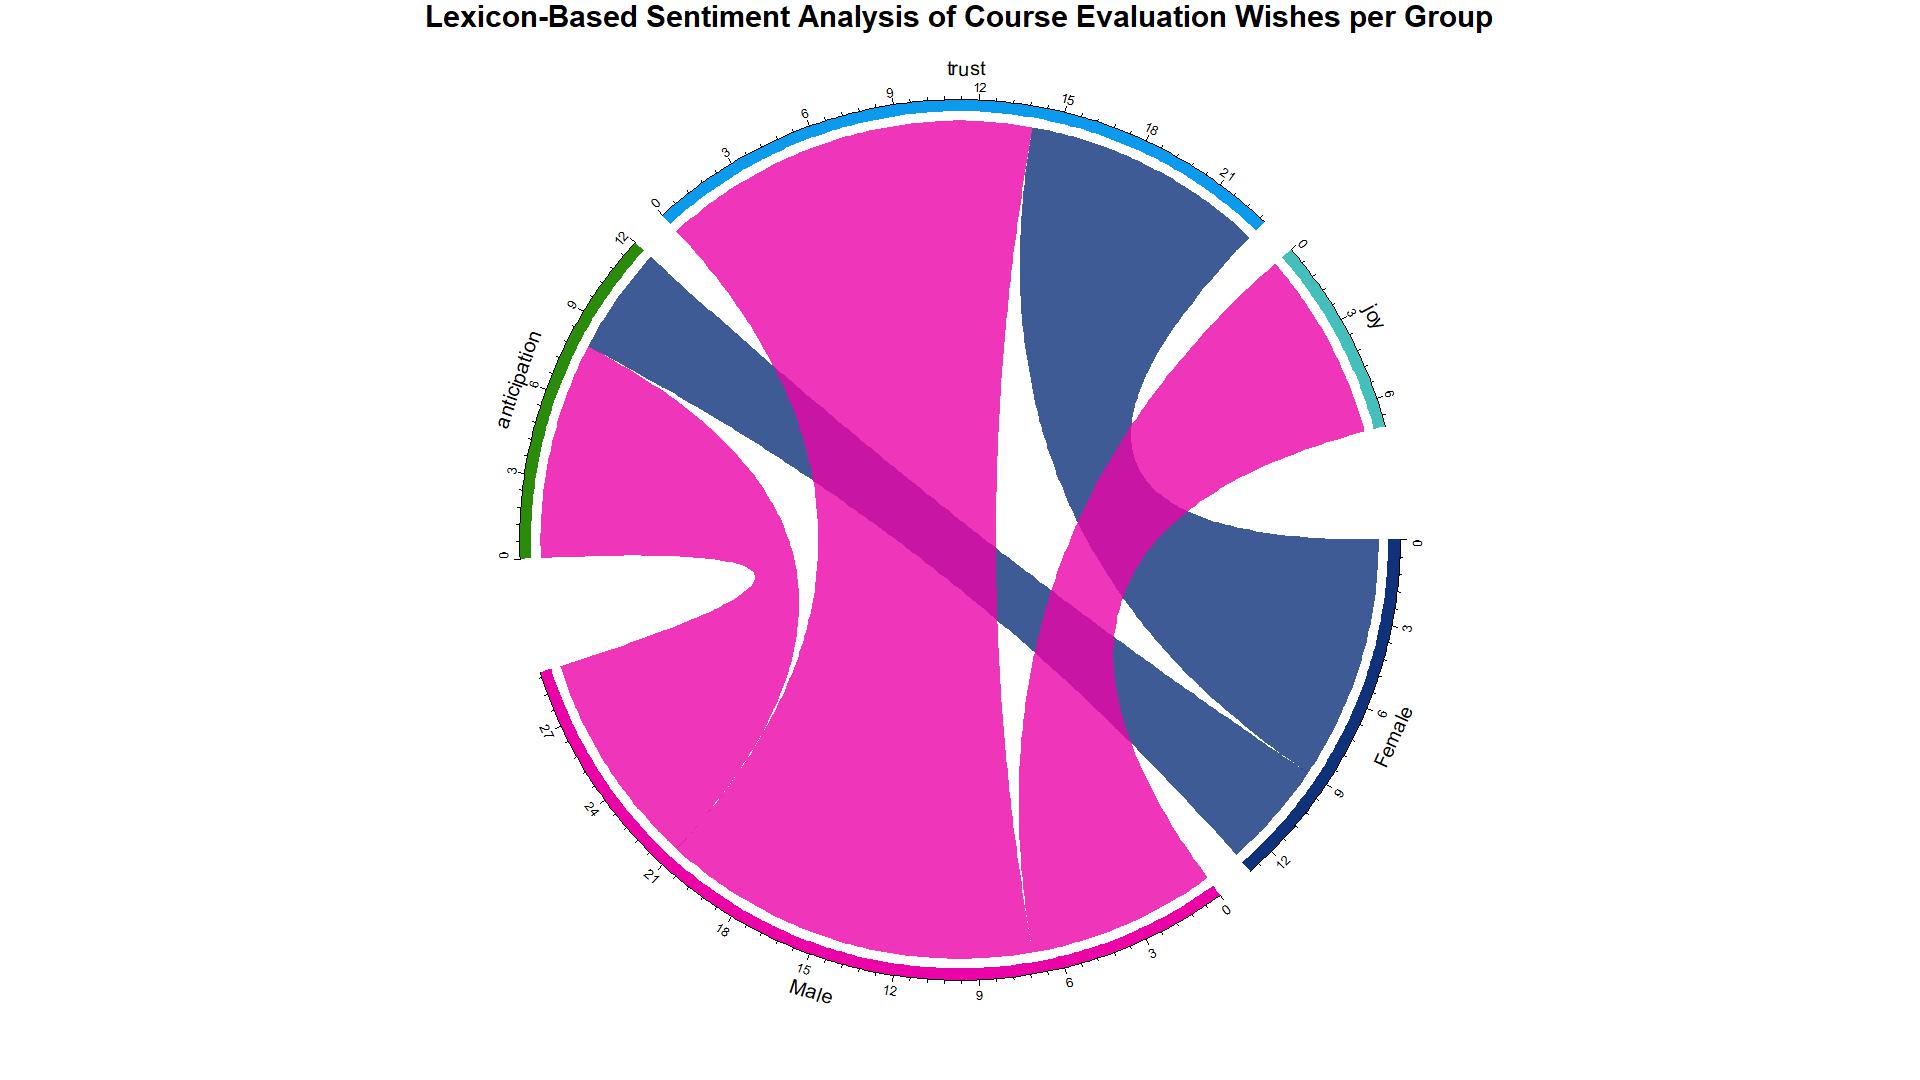 Lexicon-Based Sentiment Analysis of Course Evaluation Wishes per Group
trust
0 3 6 9 12 15 18 21
joy
0 3 6
Female
0 3 6 9 12
Male
0 3 6 9 12 15 18 21 24 27
anticipation
0 3 6 9 12